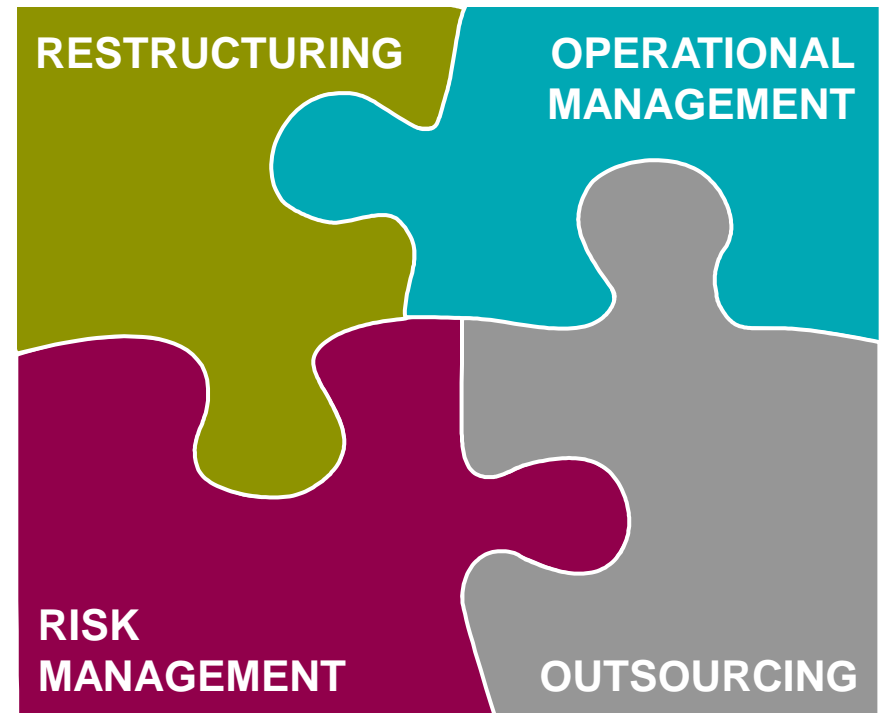 RESTRUCTURING
OPERATIONAL
MANAGEMENT
RISK
MANAGEMENT
OUTSOURCING